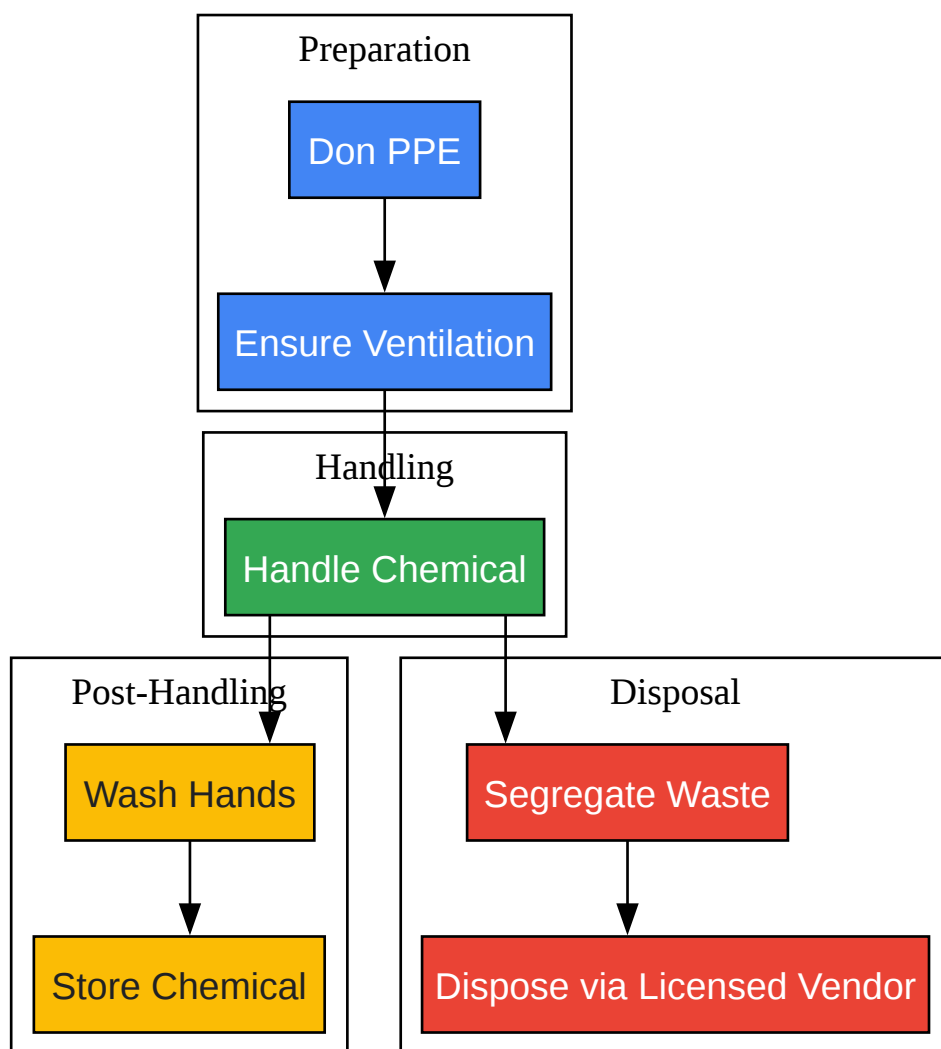 Preparation
Don PPE
Ensure Ventilation
Handling
Handle Chemical
Post-Handling
Wash Hands
Store Chemical
Disposal
Segregate Waste
Dispose via Licensed Vendor